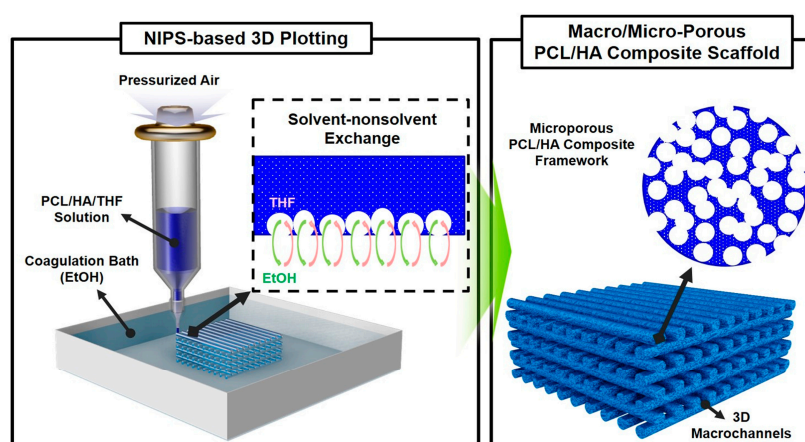 NIPS-based 3D Plotting
Pressurized Air
PCL/HA/THF
Solution
Coagulation Bath
(EtOH)
Solvent-nonsolvent
Exchange
THF
EtOH
Macro/Micro-Porous
PCL/HA Composite Scaffold
Microporous
PCL/HA Composite
Framework
3D
Macrochannels